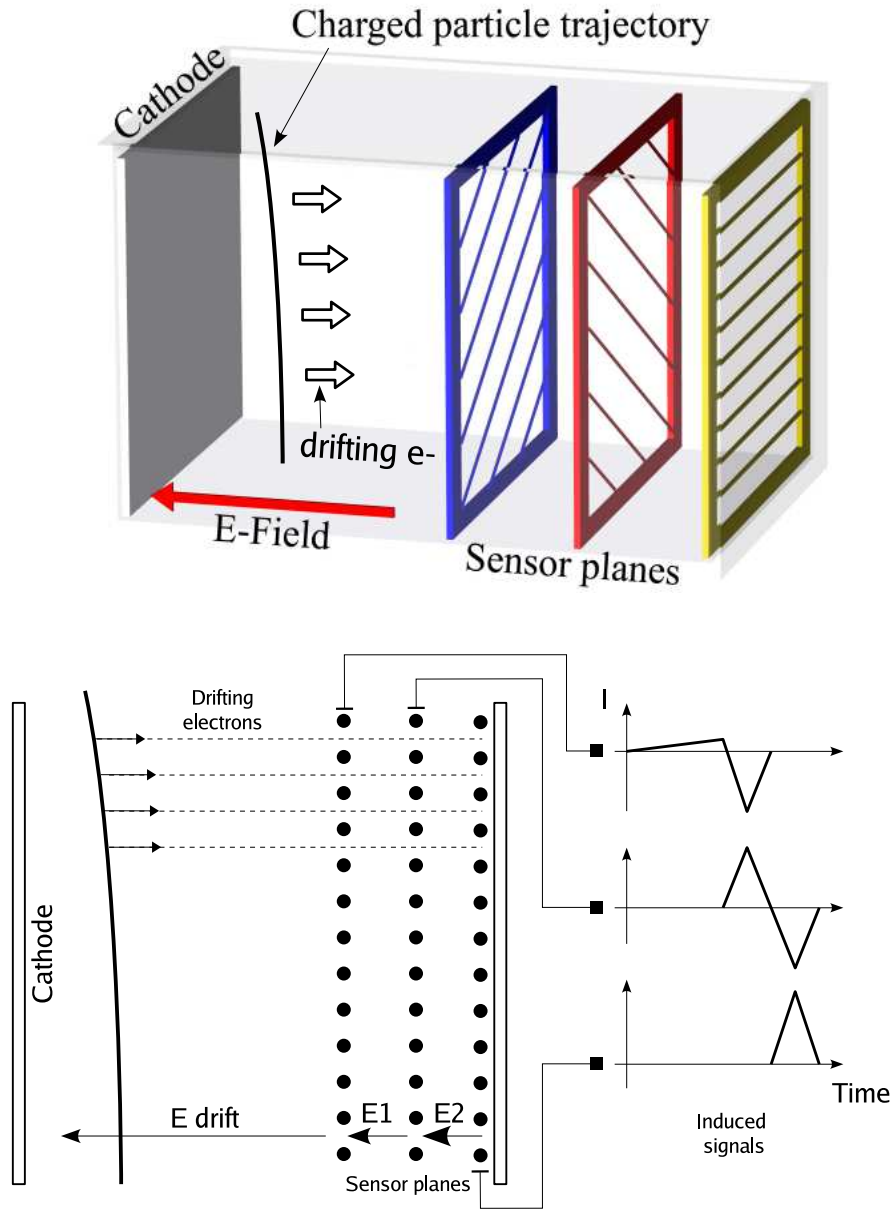 Charged particle trajectory
Cathode
drifting e-
E-Field
Sensor planes
Drifting
electrons
I
Cathode
E drift
E1
E2
Sensor planes
Time
Induced
signals